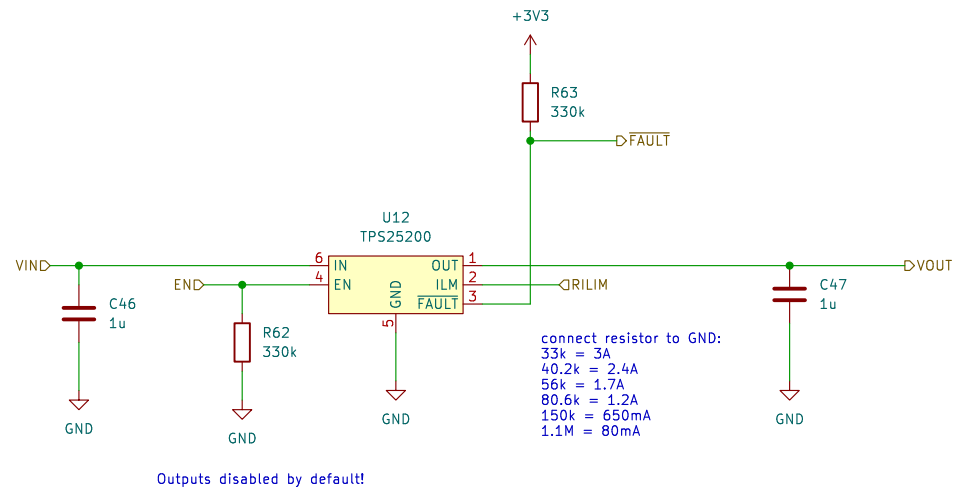 +3V3
R63
330k
FAULT
U12
TPS25200
VIN
6
IN
OUT
1
VOUT
EN
4
EN
ILM
2
RILIM
GND
FAULT
3
5
C46
1u
R62
330k
C47
1u
connect resistor to GND:
33k = 3A
40.2k = 2.4A
56k = 1.7A
80.6k = 1.2A
150k = 650mA
1.1M = 80mA
GND
GND
GND
GND
Outputs disabled by default!